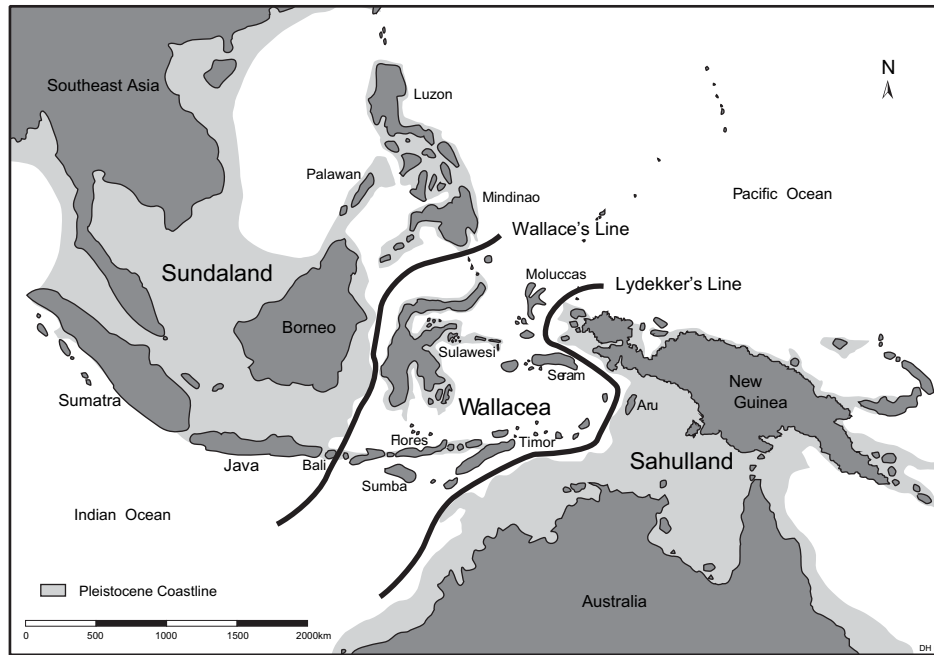 Southeast Asia
Luzon
N
Palawan
Mindinao
Pacific Ocean
Wallace's Line
Sundaland
Moluccas
Lydekker's Line
Borneo
Sulawesi
Seram
New
Guinea
Sumatra
Wallacea
Aru
Flores
Timor
Java
Bali
Sahulland
Sumba
Indian Ocean
Pleistocene Coastline
Australia
0 500 1000 1500 2000km
DH